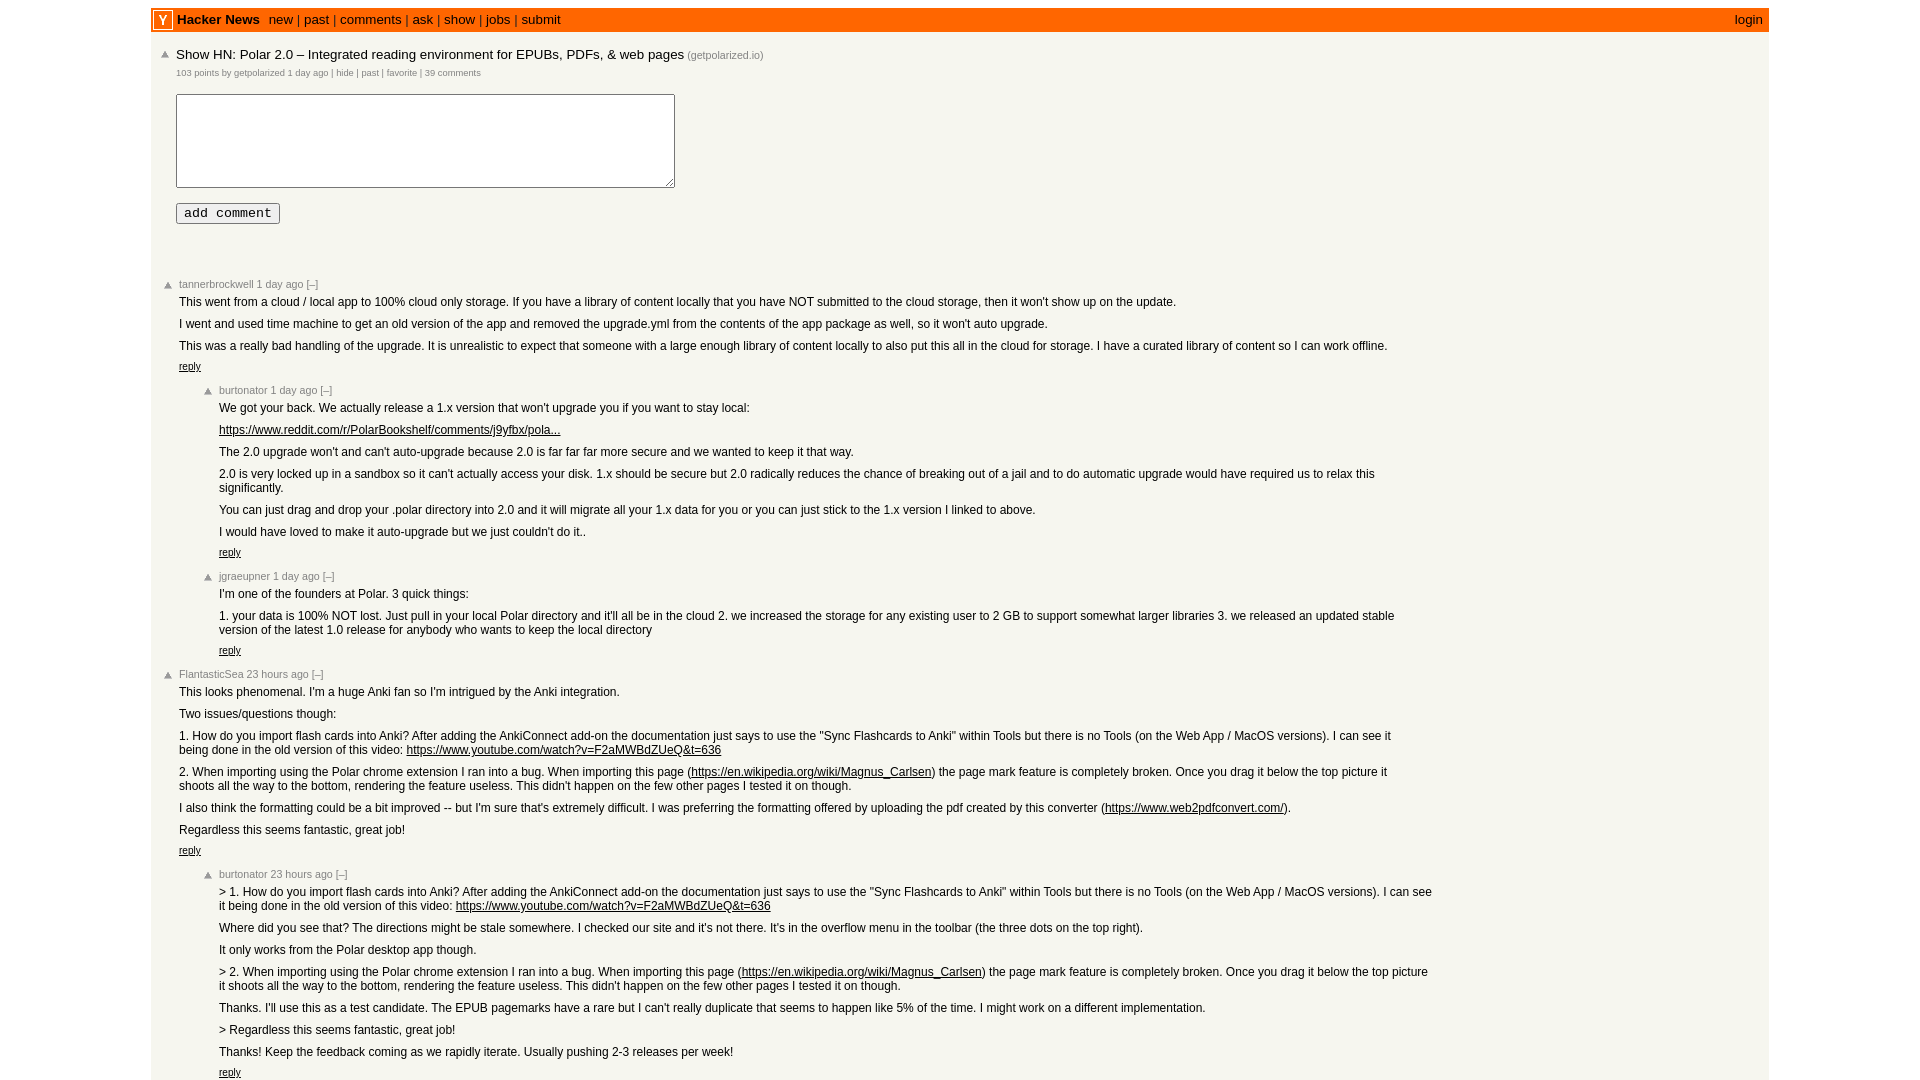 Y Hacker News new | past | comments | ask | show | jobs | submit login
Show HN: Polar 2.0 – Integrated reading environment for EPUBs, PDFs, & web pages (getpolarized.io)
103 points by getpolarized 1 day ago | hide | past | favorite | 39 comments
add comment
tannerbrockwell 1 day ago [–]
This went from a cloud / local app to 100% cloud only storage. If you have a library of content locally that you have NOT submitted to the cloud storage, then it won't show up on the update.
I went and used time machine to get an old version of the app and removed the upgrade.yml from the contents of the app package as well, so it won't auto upgrade.
This was a really bad handling of the upgrade. It is unrealistic to expect that someone with a large enough library of content locally to also put this all in the cloud for storage. I have a curated library of content so I can work offline.
reply
burtonator 1 day ago [–]
We got your back. We actually release a 1.x version that won't upgrade you if you want to stay local:
https://www.reddit.com/r/PolarBookshelf/comments/j9yfbx/pola...
The 2.0 upgrade won't and can't auto-upgrade because 2.0 is far far far more secure and we wanted to keep it that way.
2.0 is very locked up in a sandbox so it can't actually access your disk. 1.x should be secure but 2.0 radically reduces the chance of breaking out of a jail and to do automatic upgrade would have required us to relax this
significantly.
You can just drag and drop your .polar directory into 2.0 and it will migrate all your 1.x data for you or you can just stick to the 1.x version I linked to above.
I would have loved to make it auto-upgrade but we just couldn't do it..
reply
jgraeupner 1 day ago [–]
I'm one of the founders at Polar. 3 quick things:
1. your data is 100% NOT lost. Just pull in your local Polar directory and it'll all be in the cloud 2. we increased the storage for any existing user to 2 GB to support somewhat larger libraries 3. we released an updated stable
version of the latest 1.0 release for anybody who wants to keep the local directory
reply
FlantasticSea 23 hours ago [–]
This looks phenomenal. I'm a huge Anki fan so I'm intrigued by the Anki integration.
Two issues/questions though:
1. How do you import flash cards into Anki? After adding the AnkiConnect add-on the documentation just says to use the "Sync Flashcards to Anki" within Tools but there is no Tools (on the Web App / MacOS versions). I can see it
being done in the old version of this video: https://www.youtube.com/watch?v=F2aMWBdZUeQ&t=636
2. When importing using the Polar chrome extension I ran into a bug. When importing this page (https://en.wikipedia.org/wiki/Magnus_Carlsen) the page mark feature is completely broken. Once you drag it below the top picture it
shoots all the way to the bottom, rendering the feature useless. This didn't happen on the few other pages I tested it on though.
I also think the formatting could be a bit improved -- but I'm sure that's extremely difficult. I was preferring the formatting offered by uploading the pdf created by this converter (https://www.web2pdfconvert.com/).
Regardless this seems fantastic, great job!
reply
burtonator 23 hours ago [–]
> 1. How do you import flash cards into Anki? After adding the AnkiConnect add-on the documentation just says to use the "Sync Flashcards to Anki" within Tools but there is no Tools (on the Web App / MacOS versions). I can see
it being done in the old version of this video: https://www.youtube.com/watch?v=F2aMWBdZUeQ&t=636
Where did you see that? The directions might be stale somewhere. I checked our site and it's not there. It's in the overflow menu in the toolbar (the three dots on the top right).
It only works from the Polar desktop app though.
> 2. When importing using the Polar chrome extension I ran into a bug. When importing this page (https://en.wikipedia.org/wiki/Magnus_Carlsen) the page mark feature is completely broken. Once you drag it below the top picture
it shoots all the way to the bottom, rendering the feature useless. This didn't happen on the few other pages I tested it on though.
Thanks. I'll use this as a test candidate. The EPUB pagemarks have a rare but I can't really duplicate that seems to happen like 5% of the time. I might work on a different implementation.
> Regardless this seems fantastic, great job!
Thanks! Keep the feedback coming as we rapidly iterate. Usually pushing 2-3 releases per week!
reply